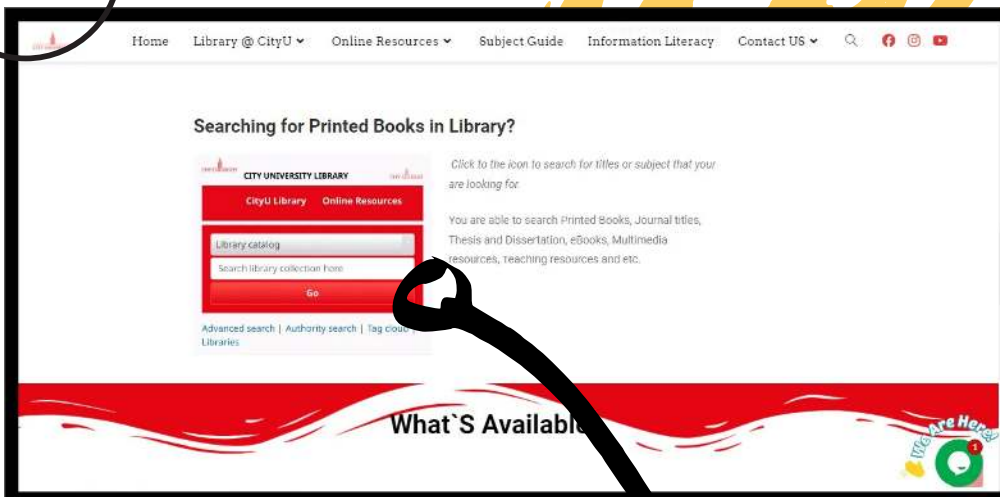 Home Library @ CityU Online Resources Subject Guide Information Literacy Contact US
Searching for Printed Books in Library?
CITY UNIVERSITY LIBRARY
CityU Library Online Resources
Library catalog
Search library collection here
Go
Advanced search | Authority search | Tag cloud |
Libraries
Click to the icon to search for titles or subject that your
are looking for.
You are able to search Printed Books, Journal titles,
Thesis and Dissertation, eBooks, Multimedia
resources, Teaching resources and etc.
What`S Availabl
We Are Here!
1